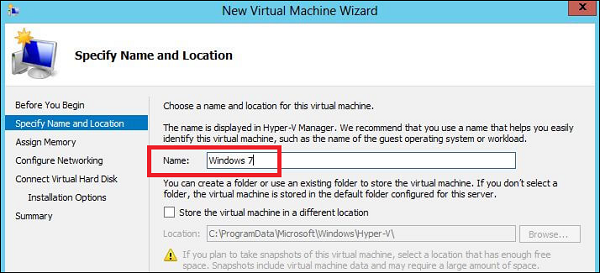 New Virtual Machine Wizard
Specify Name and Location
Before You Begin
Specify Name and Location
Assign Memory
Configure Networking
Connect Virtual Hard Disk
Installation Options
Summary
Choose a name and location for this virtual machine.
The name is displayed in Hyper-V Manager. We recommend that you use a name that helps you easily
identify this virtual machine, such as the name of the guest operating system or workload.
Name: Windows 7
You can create a folder or use an existing folder to store the virtual machine. If you don't select a
folder, the virtual machine is stored in the default folder configured for this server.
Store the virtual machine in a different location
Location: C:\ProgramData\Microsoft\Windows\Hyper-V\ Browse...
If you plan to take snapshots of this virtual machine, select a location that has enough free
space. Snapshots include virtual machine data and may require a large amount of space.